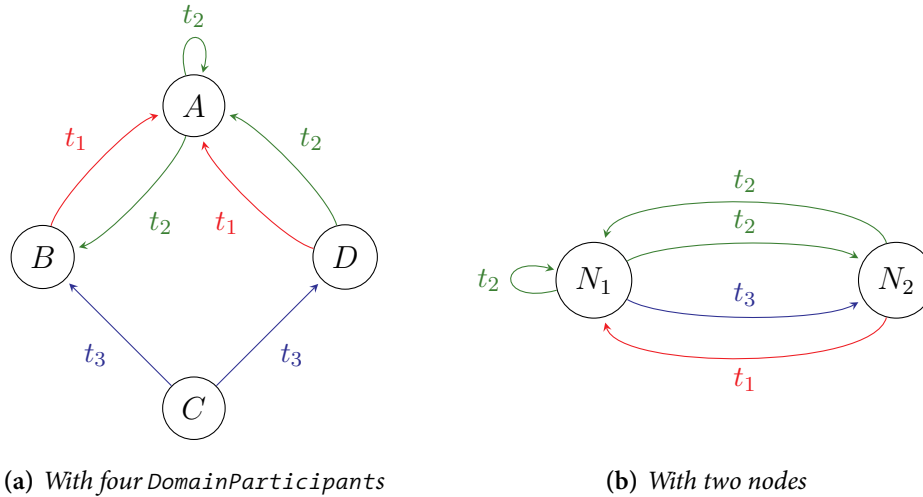 t2
A
t1
t2
t2
t1
B
D
t3
t3
C
(a) With four DomainParticipants
t2
t2
t2
N1
N2
t3
t1
(b) With two nodes